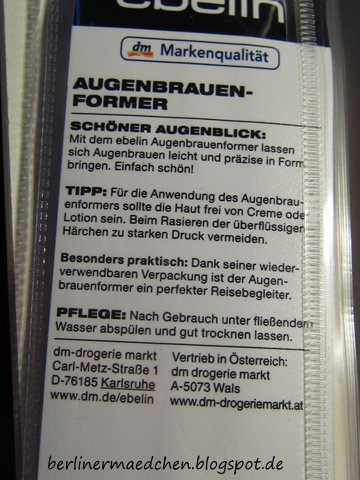 ebelin
dm Markenqualität
AUGENBRAUEN-
FORMER
SCHÖNER AUGENBLICK:
Mit dem ebelin Augenbrauenformer lassen
sich Augenbrauen leicht und präzise in Form
bringen. Einfach schön!
TIPP: Für die Anwendung des Augenbrau-
enformers sollte die Haut frei von Creme oder
Lotion sein. Beim Rasieren der überflüssigen
Härchen zu starken Druck vermeiden.
Besonders praktisch: Dank seiner wieder-
verwendbaren Verpackung ist der Augen-
brauenformer ein perfekter Reisebegleiter.
PFLEGE: Nach Gebrauch unter fließendem
Wasser abspülen und gut trocknen lassen.
dm-drogerie markt
Carl-Metz-Straße 1
D-76185 Karlsruhe
www.dm.de/ebelin
Vertrieb in Österreich:
dm drogerie markt
A-5073 Wals
www.dm-drogeriemarkt.at
berlinermaedchen.blogspot.de